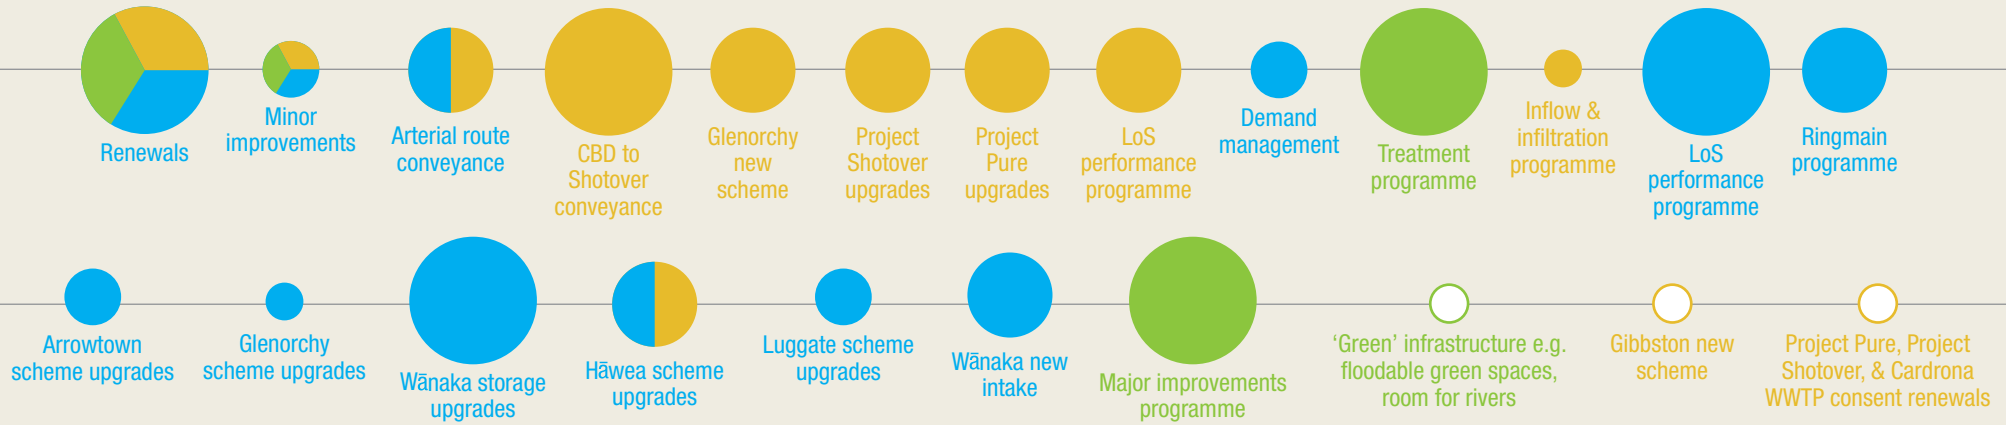 Renewals
Minor
improvements
Arterial route
conveyance
CBD to
Shotover
conveyance
Glenorchy
new
scheme
Project
Shotover
upgrades
Project
Pure
upgrades
LoS
performance
programme
Demand
management
Treatment
programme
Inflow &
infiltration
programme
LoS
performance
programme
Ringmain
programme
Arrowtown
scheme upgrades
Glenorchy
scheme upgrades
Wānaka storage
upgrades
Hāwea scheme
upgrades
Luggate scheme
upgrades
Wānaka new
intake
Major improvements
programme
‘Green’ infrastructure e.g.
floodable green spaces,
room for rivers
Gibbston new
scheme
Project Pure, Project
Shotover, & Cardrona
WWTP consent renewals